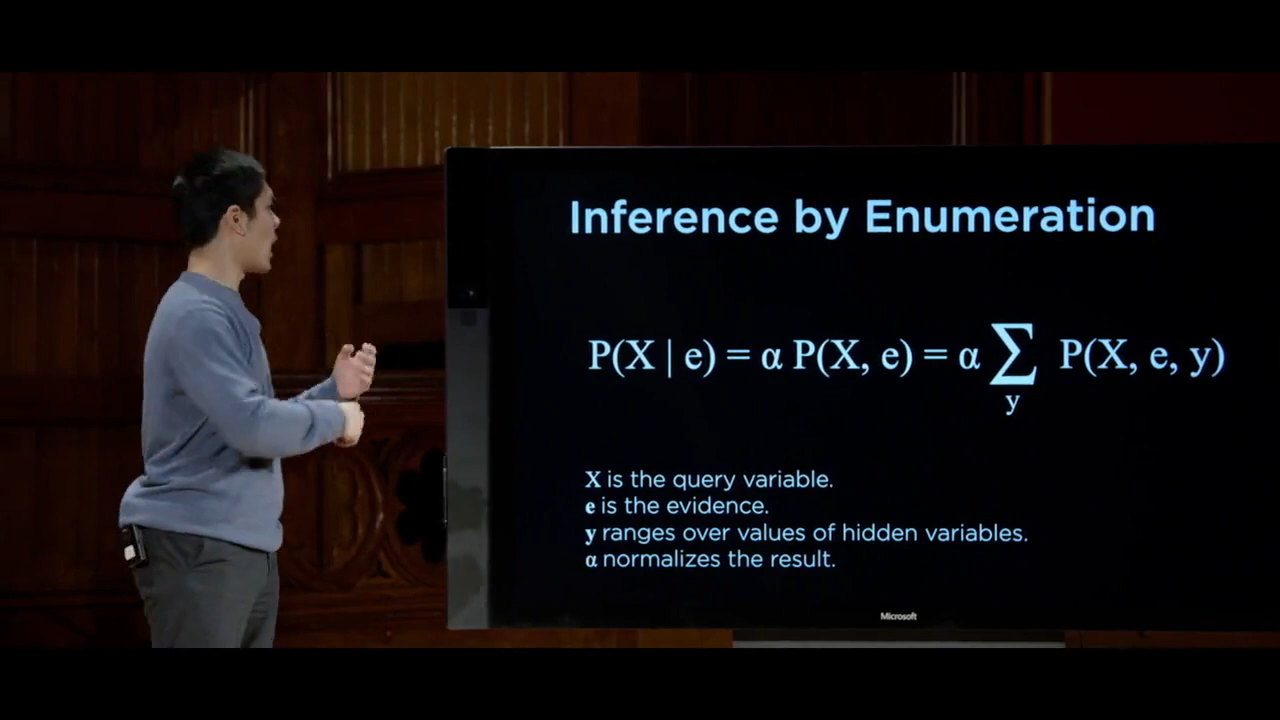 Inference by Enumeration
P(X | e) = α P(X, e) = α ∑ P(X, e, y)
y
X is the query variable.
e is the evidence.
y ranges over values of hidden variables.
α normalizes the result.
Microsoft